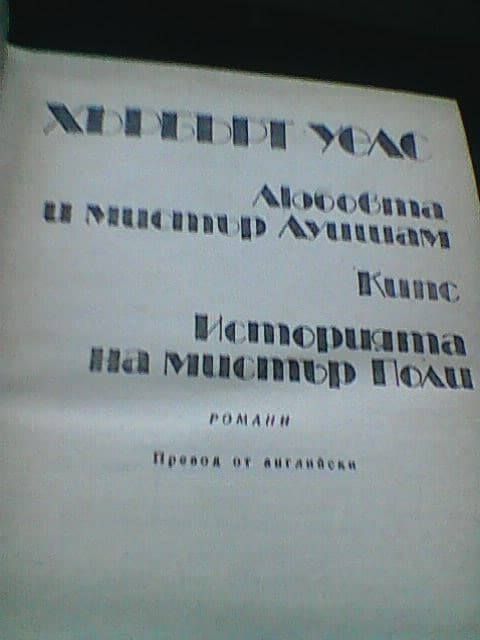 ХЪРБЪРТ УЕЛС
Любовта
и мистър Луишам
Кипс
Историята
на мистър Поли
РОМАНИ
Превод от английски